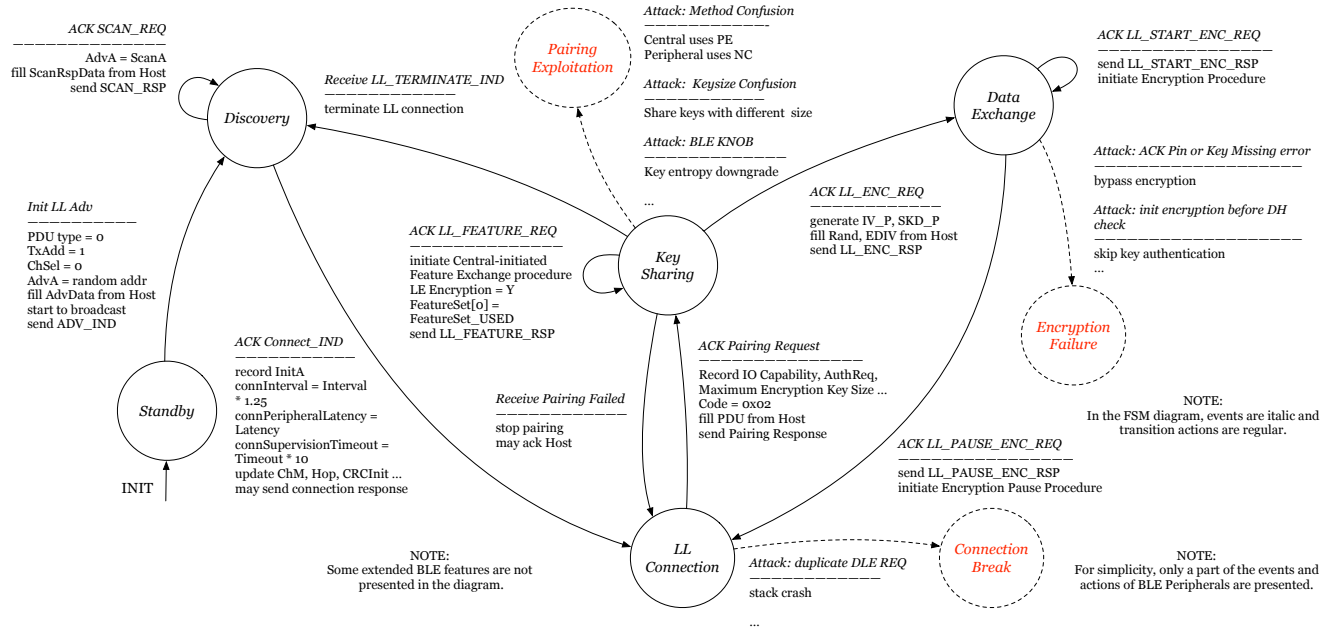 ACK SCAN_REQ
AdvA = ScanA
fill ScanRspData from Host
send SCAN_RSP
Discovery
Receive LL_TERMINATE_IND
terminate LL connection
Pairing
Exploitation
Attack: Method Confusion
Central uses PE
Peripheral uses NC
Attack: Keysize Confusion
Share keys with different size
Attack: BLE KNOB
Key entropy downgrade
...
Data
Exchange
ACK LL_START_ENC_REQ
send LL_START_ENC_RSP
initiate Encryption Procedure
Attack: ACK Pin or Key Missing error
bypass encryption
Attack: init encryption before DH
check
skip key authentication
...
Encryption
Failure
Init LL Adv
PDU type = 0
TxAdd = 1
ChSel = 0
AdvA = random addr
fill AdvData from Host
start to broadcast
send ADV_IND
ACK LL_FEATURE_REQ
initiate Central-initiated
Feature Exchange procedure
LE Encryption = Y
FeatureSet[0] =
FeatureSet_USED
send LL_FEATURE_RSP
Key
Sharing
ACK LL_ENC_REQ
generate IV_P, SKD_P
fill Rand, EDIV from Host
send LL_ENC_RSP
Standby
INIT
ACK Connect_IND
record InitA
connInterval = Interval
* 1.25
connPeripheralLatency =
Latency
connSupervisionTimeout =
Timeout * 10
update ChM, Hop, CRCInit ...
may send connection response
Receive Pairing Failed
stop pairing
may ack Host
ACK Pairing Request
Record IO Capability, AuthReq,
Maximum Encryption Key Size ...
Code = 0x02
fill PDU from Host
send Pairing Response
NOTE:
In the FSM diagram, events are italic and
transition actions are regular.
ACK LL_PAUSE_ENC_REQ
send LL_PAUSE_ENC_RSP
initiate Encryption Pause Procedure
NOTE:
Some extended BLE features are not
presented in the diagram.
LL
Connection
Attack: duplicate DLE REQ
stack crash
...
Connection
Break
NOTE:
For simplicity, only a part of the events and
actions of BLE Peripherals are presented.